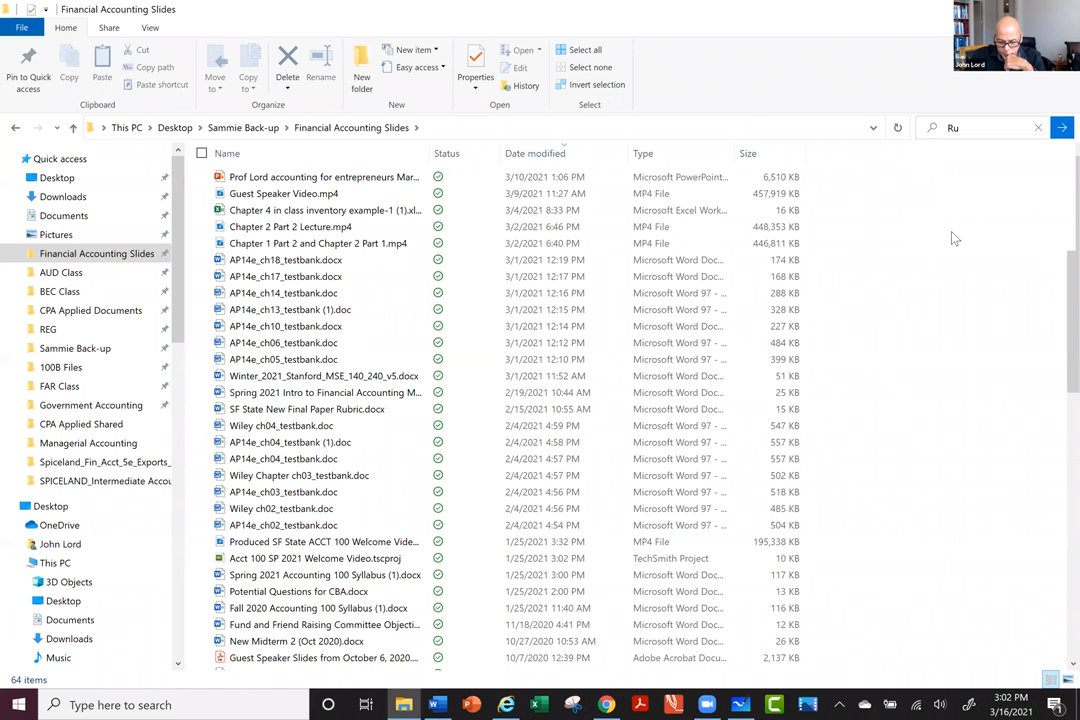 Financial Accounting Slides
File Home Share View
Pin to Quick access
Copy
Paste
Cut
Copy path
Paste shortcut
Clipboard
Move to
Copy to
Delete
Rename
Organize
New folder
New item
Easy access
New
Properties
Open
Edit
History
Open
Select all
Select none
Invert selection
Select
John Lord
This PC > Desktop > Sammie Back-up > Financial Accounting Slides >
Ru
Quick access
Desktop
Downloads
Documents
Pictures
Financial Accounting Slides
AUD Class
BEC Class
CPA Applied Documents
REG
Sammie Back-up
100B Files
FAR Class
Government Accounting
CPA Applied Shared
Managerial Accounting
Spiceland_Fin_Acct_5e_Exports_
SPICELAND_Intermediate Accou
Desktop
OneDrive
John Lord
This PC
3D Objects
Desktop
Documents
Downloads
Music
Name Status Date modified Type Size
Prof Lord accounting for entrepreneurs Mar... 3/10/2021 1:06 PM Microsoft PowerPoint... 6,510 KB
Guest Speaker Video.mp4 3/9/2021 11:27 AM MP4 File 457,919 KB
Chapter 4 in class inventory example-1 (1).xl... 3/4/2021 8:33 PM Microsoft Excel Work... 16 KB
Chapter 2 Part 2 Lecture.mp4 3/2/2021 6:46 PM MP4 File 448,353 KB
Chapter 1 Part 2 and Chapter 2 Part 1.mp4 3/2/2021 6:40 PM MP4 File 446,811 KB
AP14e_ch18_testbank.docx 3/1/2021 12:19 PM Microsoft Word Doc... 174 KB
AP14e_ch17_testbank.docx 3/1/2021 12:17 PM Microsoft Word Doc... 168 KB
AP14e_ch14_testbank.doc 3/1/2021 12:16 PM Microsoft Word 97 - ... 288 KB
AP14e_ch13_testbank (1).doc 3/1/2021 12:15 PM Microsoft Word 97 - ... 328 KB
AP14e_ch10_testbank.docx 3/1/2021 12:14 PM Microsoft Word Doc... 227 KB
AP14e_ch06_testbank.doc 3/1/2021 12:12 PM Microsoft Word 97 - ... 484 KB
AP14e_ch05_testbank.doc 3/1/2021 12:10 PM Microsoft Word 97 - ... 399 KB
Winter_2021_Stanford_MSE_140_240_v5.docx 3/1/2021 11:52 AM Microsoft Word Doc... 51 KB
Spring 2021 Intro to Financial Accounting M... 2/19/2021 10:44 AM Microsoft Word Doc... 25 KB
SF State New Final Paper Rubric.docx 2/15/2021 10:55 AM Microsoft Word Doc... 15 KB
Wiley ch04_testbank.doc 2/4/2021 4:59 PM Microsoft Word 97 - ... 547 KB
AP14e_ch04_testbank (1).doc 2/4/2021 4:58 PM Microsoft Word 97 - ... 557 KB
AP14e_ch04_testbank.doc 2/4/2021 4:57 PM Microsoft Word 97 - ... 557 KB
Wiley Chapter ch03_testbank.doc 2/4/2021 4:57 PM Microsoft Word 97 - ... 502 KB
AP14e_ch03_testbank.doc 2/4/2021 4:56 PM Microsoft Word 97 - ... 518 KB
Wiley ch02_testbank.doc 2/4/2021 4:56 PM Microsoft Word 97 - ... 485 KB
AP14e_ch02_testbank.doc 2/4/2021 4:54 PM Microsoft Word 97 - ... 504 KB
Produced SF State ACCT 100 Welcome Vide... 1/25/2021 3:32 PM MP4 File 195,338 KB
Acct 100 SP 2021 Welcome Video.tscproj 1/25/2021 3:02 PM TechSmith Project 10 KB
Spring 2021 Accounting 100 Syllabus (1).docx 1/25/2021 3:00 PM Microsoft Word Doc... 117 KB
Potential Questions for CBA.docx 1/25/2021 2:00 PM Microsoft Word Doc... 13 KB
Fall 2020 Accounting 100 Syllabus (1).docx 1/25/2021 11:40 AM Microsoft Word Doc... 116 KB
Fund and Friend Raising Committee Objecti... 11/18/2020 4:41 PM Microsoft Word Doc... 12 KB
New Midterm 2 (Oct 2020).docx 10/27/2020 10:53 AM Microsoft Word Doc... 26 KB
Guest Speaker Slides from October 6, 2020.... 10/7/2020 12:39 PM Adobe Acrobat Docu... 2,137 KB
64 items
Type here to search
3:02 PM
3/16/2021
1